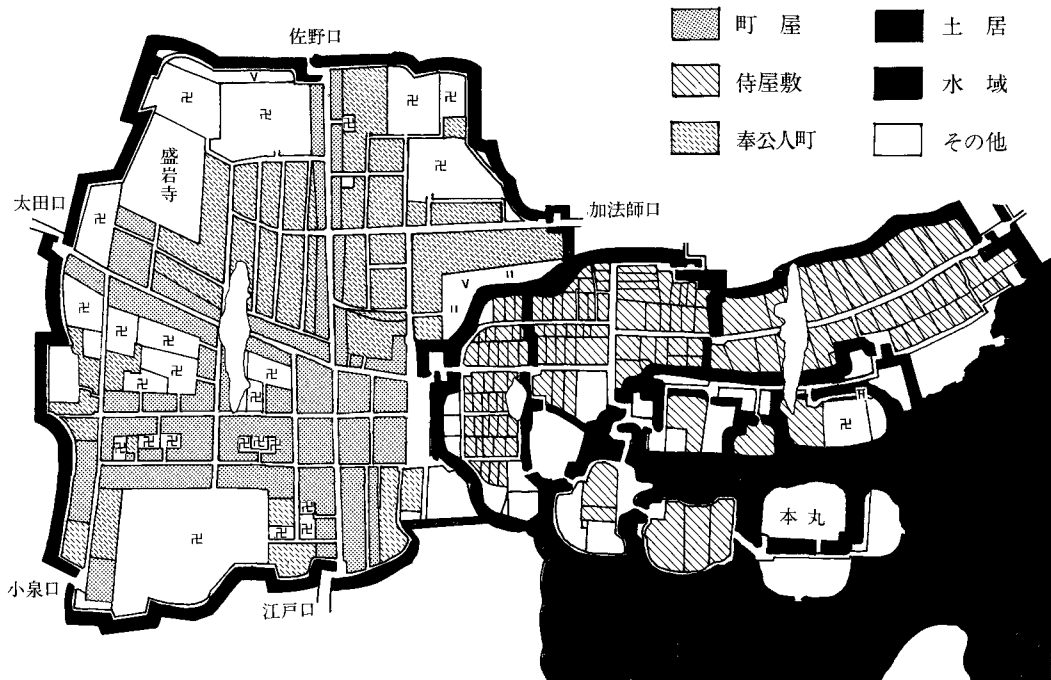 佐野口
町屋
土居
侍屋敷
水域
奉公人町
その他
盛岩寺
太田口
加法師口
本丸
小泉口
江戸口